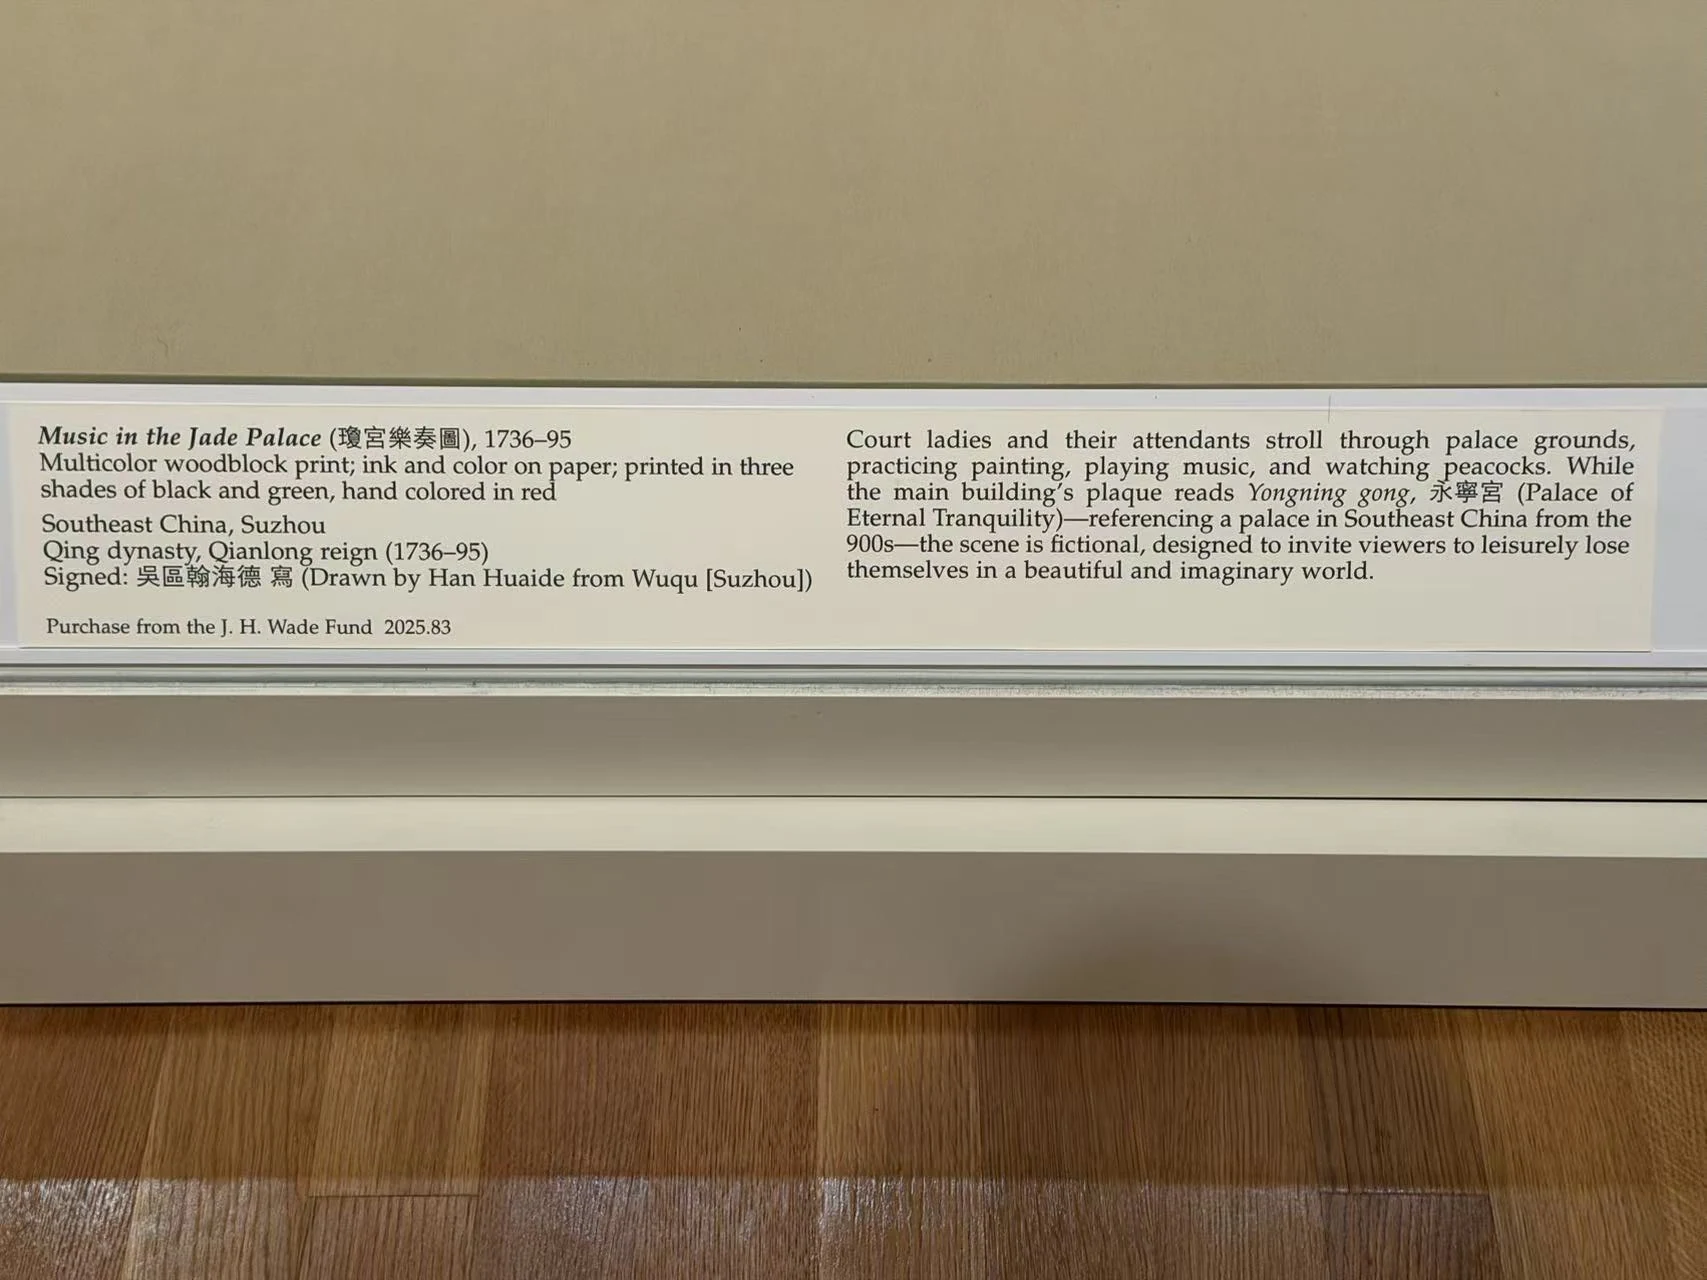 Music in the Jade Palace (瓊宮樂奏圖), 1736–95
Multicolor woodblock print; ink and color on paper; printed in three
shades of black and green, hand colored in red
Southeast China, Suzhou
Qing dynasty, Qianlong reign (1736–95)
Signed: 吳區翰海德 寫 (Drawn by Han Huaide from Wuqu [Suzhou])
Purchase from the J. H. Wade Fund 2025.83
Court ladies and their attendants stroll through palace grounds,
practicing painting, playing music, and watching peacocks. While
the main building's plaque reads Yongning gong, 永寧宮 (Palace of
Eternal Tranquility)—referencing a palace in Southeast China from the
900s—the scene is fictional, designed to invite viewers to leisurely lose
themselves in a beautiful and imaginary world.